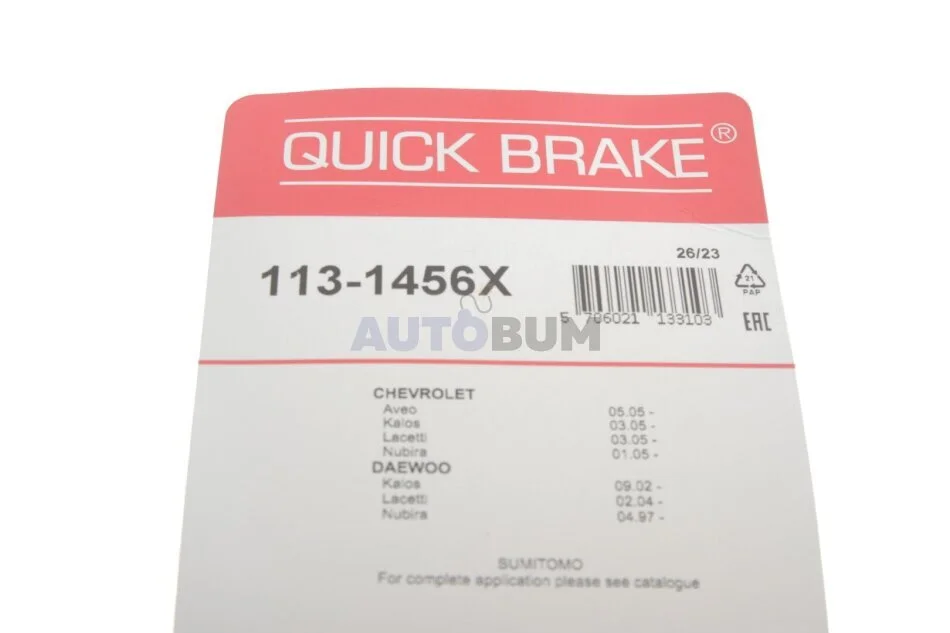 QUICK BRAKE®
26/23
113-1456X
21
PAP
5 706021 133103
EAC
AUTOBUM
CHEVROLET
Aveo 05.05 -
Kalos 03.05 -
Lacetti 03.05 -
Nubira 01.05 -
DAEWOO
Kalos 09.02 -
Lacetti 02.04 -
Nubira 04.97 -
SUMITOMO
For complete application please see catalogue